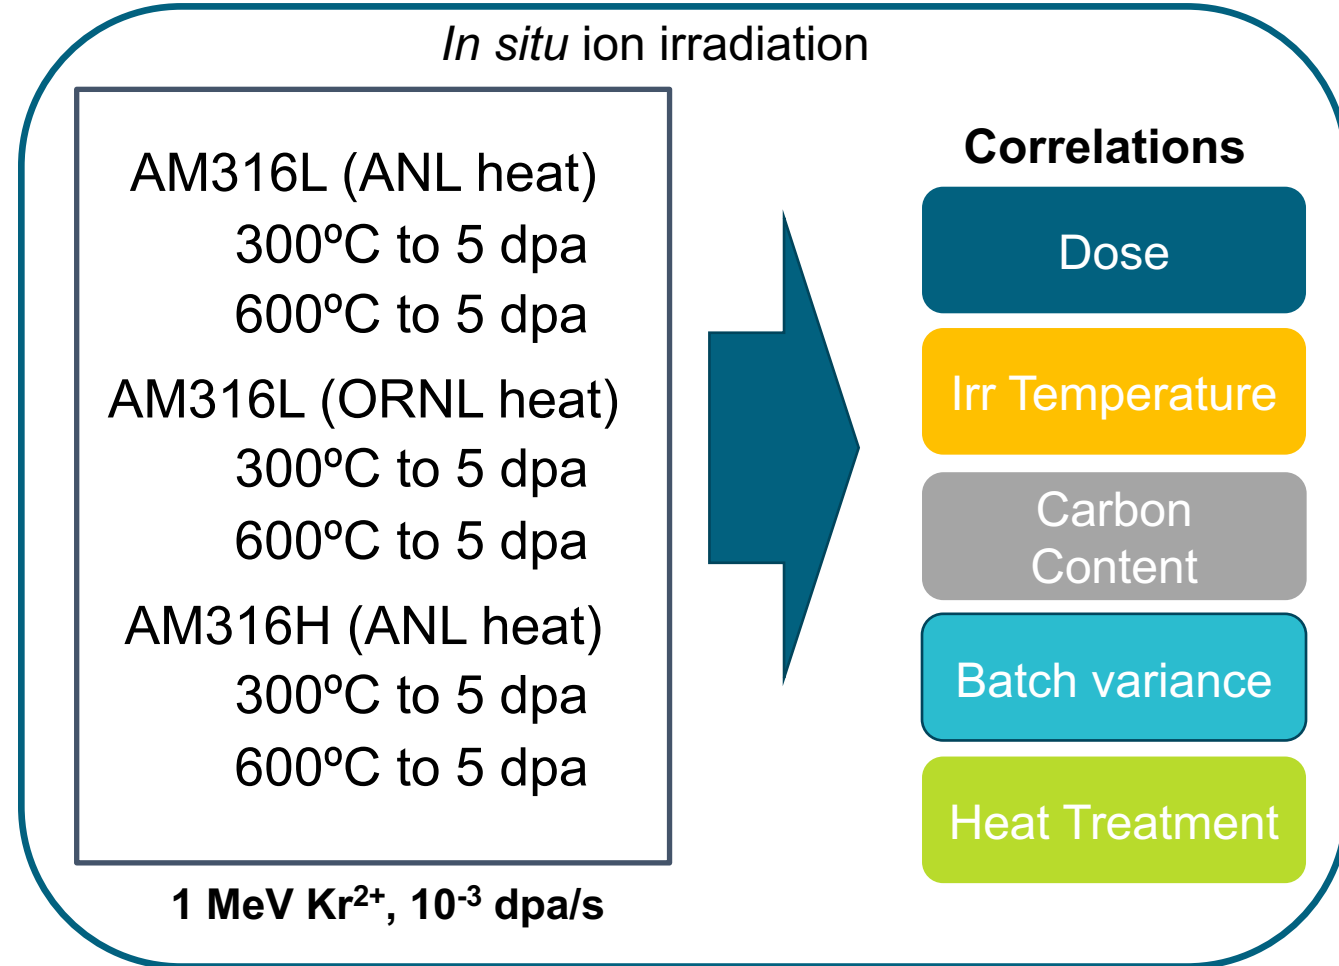 In situ ion irradiation
AM316L (ANL heat)
300ºC to 5 dpa
600ºC to 5 dpa
AM316L (ORNL heat)
300ºC to 5 dpa
600ºC to 5 dpa
AM316H (ANL heat)
300ºC to 5 dpa
600ºC to 5 dpa
1 MeV Kr²⁺, 10⁻³ dpa/s
Correlations
Dose
Irr Temperature
Carbon
Content
Batch variance
Heat Treatment